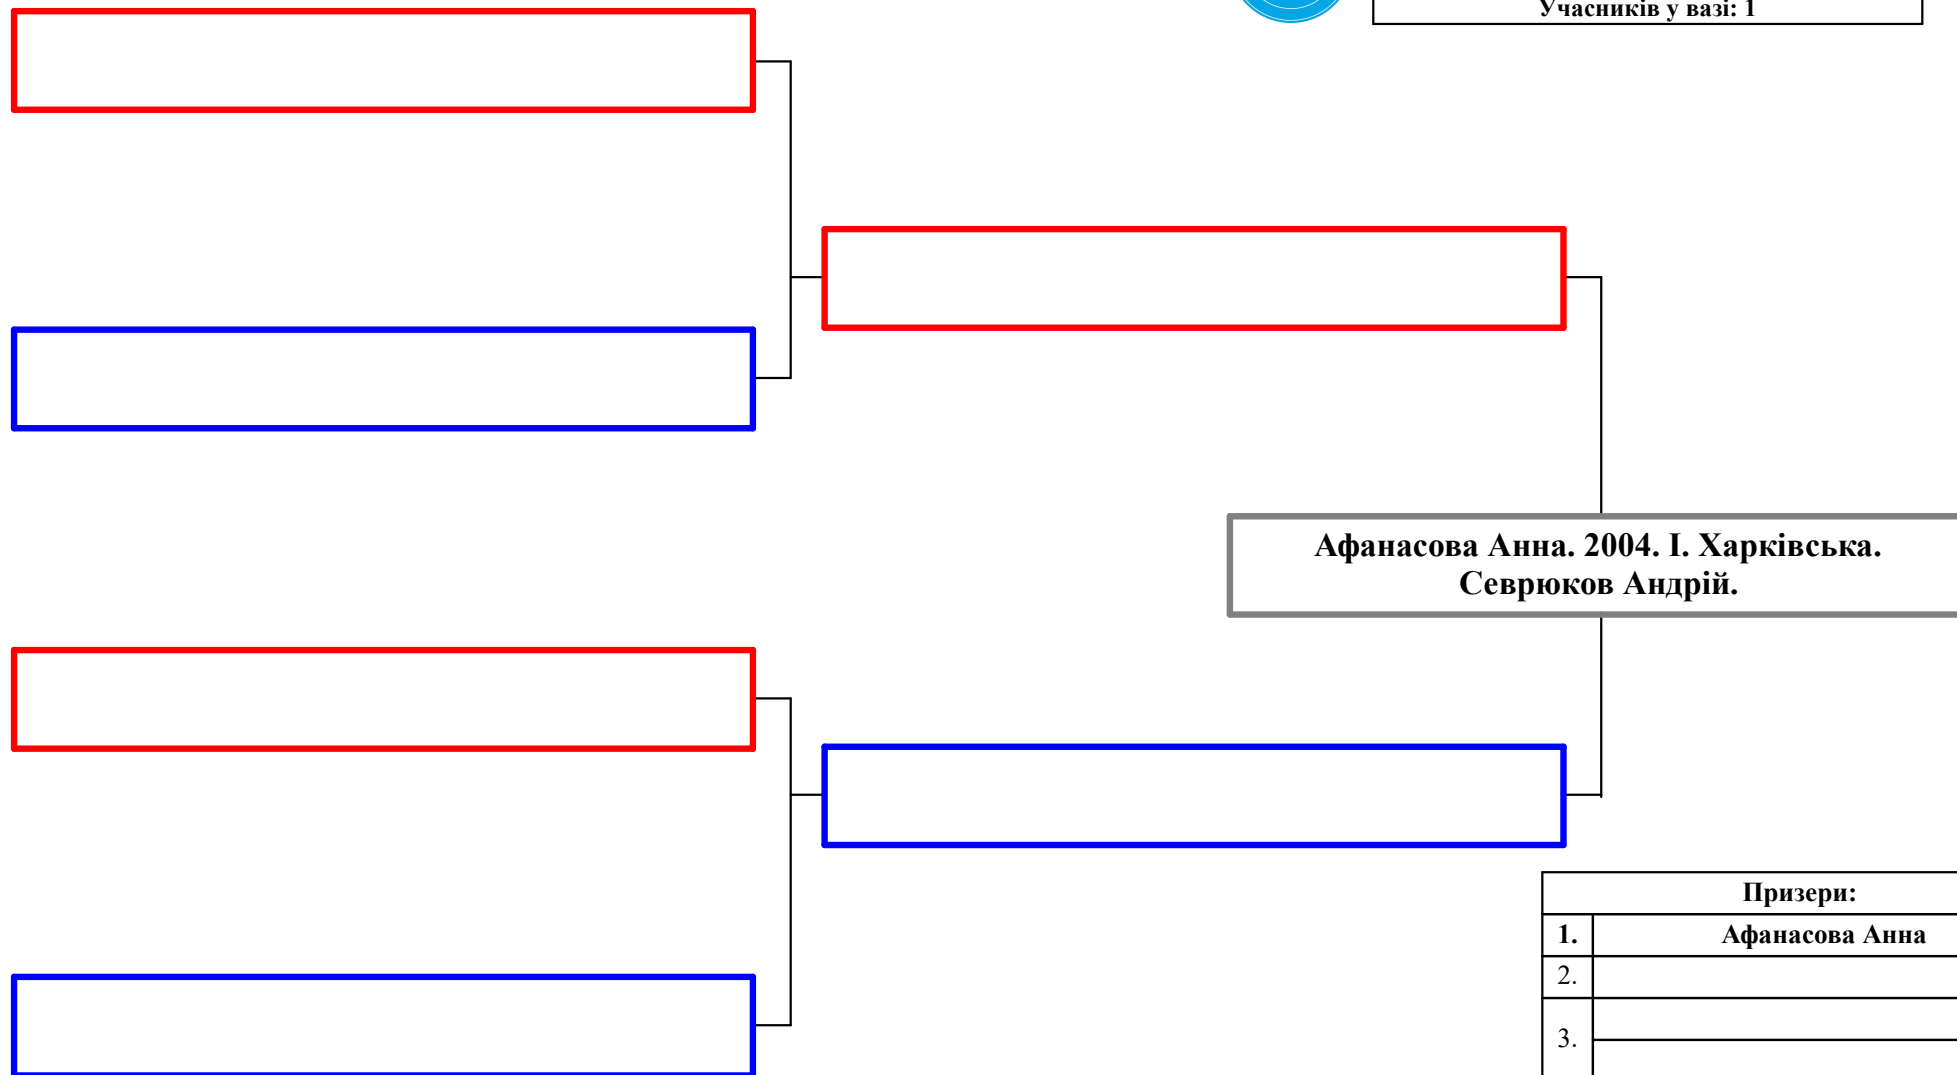 Учасників у вазі: 1
Афанасова Анна. 2004. І. Харківська.
Севрюков Андрій.
Призери:
1. Афанасова Анна
2.
3.